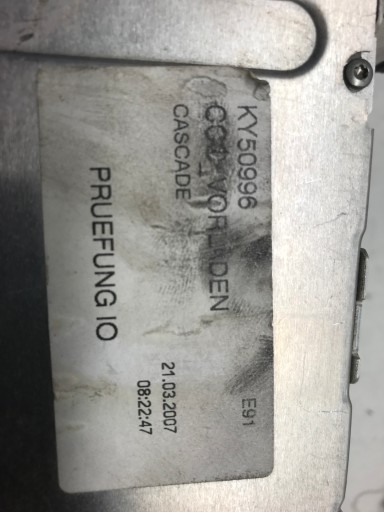 KY50996 E91
CCC_VORLADEN
CASCADE
21.03.2007
08:22:47
PRUEFUNG IO